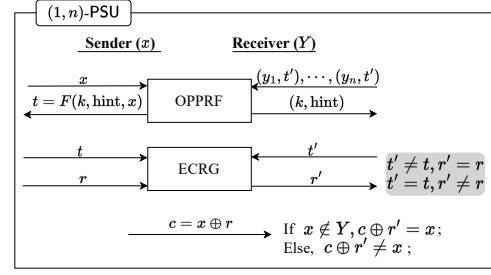 (1, n)-PSU
Sender (x) Receiver (Y)
x (y₁, t′), ⋯, (yₙ, t′)
t = F(k, hint, x) OPPRF (k, hint)
t t′
ECRG t′ ≠ t, r′ = r
r r′ t′ = t, r′ ≠ r
c = x ⊕ r If x ∉ Y, c ⊕ r′ = x;
Else, c ⊕ r′ ≠ x;